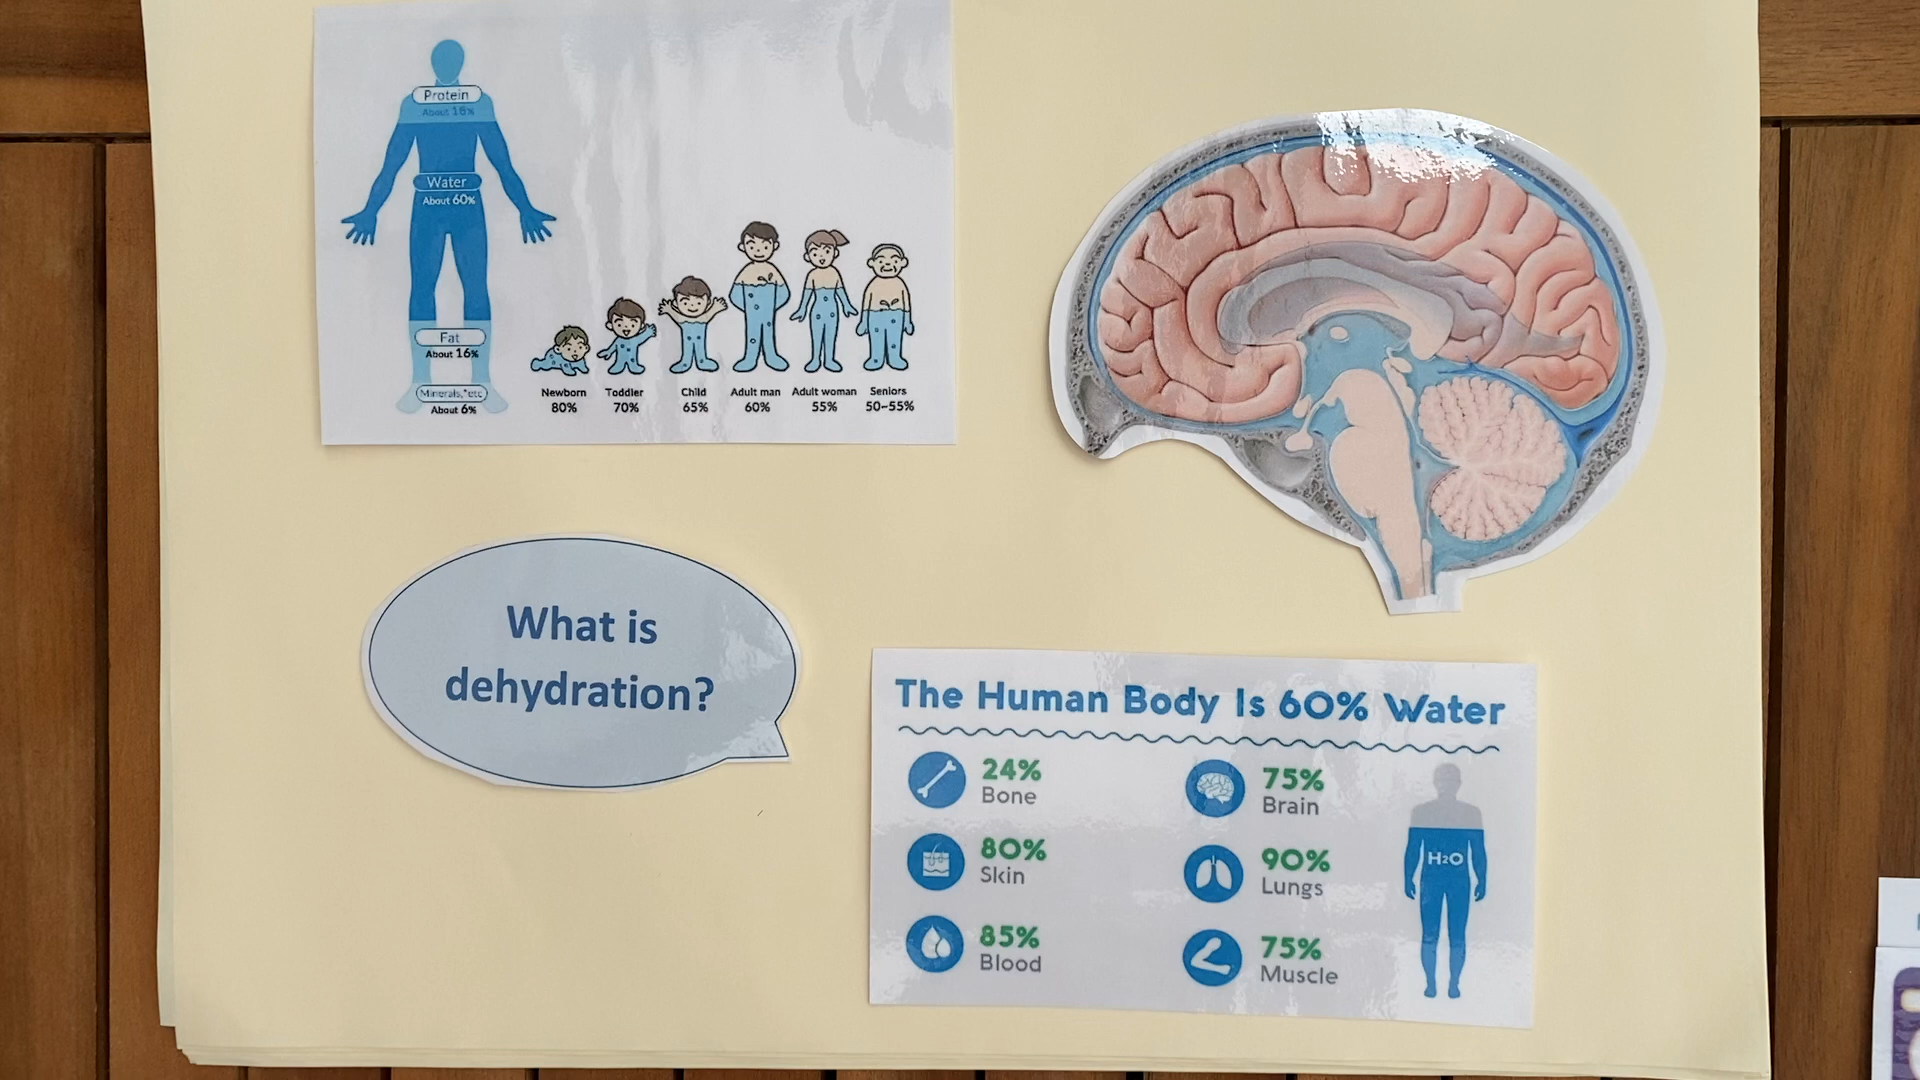 Protein
About 16%
Water
About 60%
Fat
About 16%
Minerals,*etc
About 6%
Newborn
80%
Toddler
70%
Child
65%
Adult man
60%
Adult woman
55%
Seniors
50~55%
What is
dehydration?
The Human Body Is 60% Water
24%
Bone
75%
Brain
80%
Skin
90%
Lungs
H₂O
85%
Blood
75%
Muscle